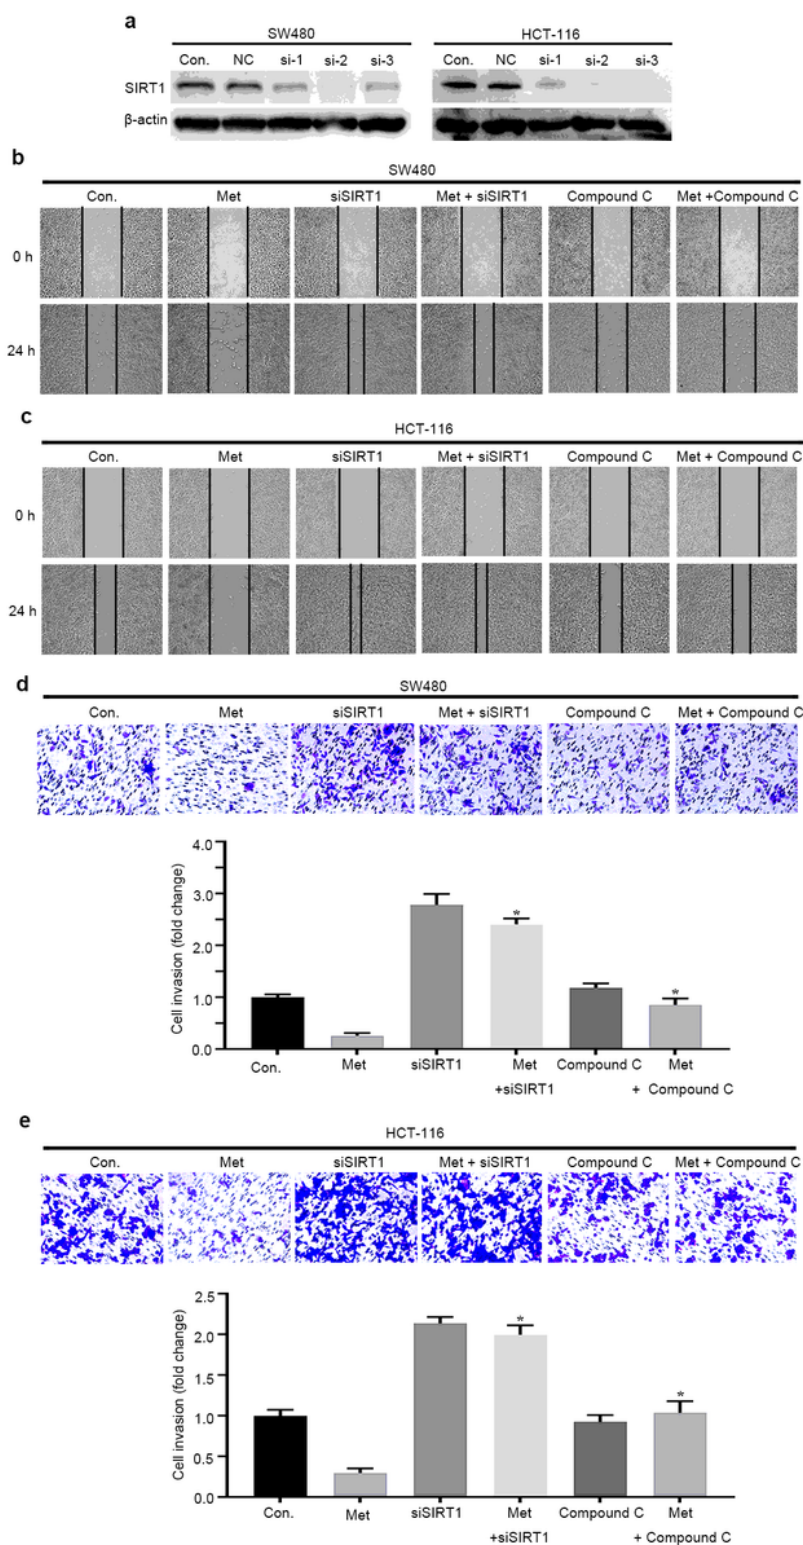 a
SW480
HCT-116
Con. NC si-1 si-2 si-3
Con. NC si-1 si-2 si-3
SIRT1
β-actin
b
SW480
Con. Met siSIRT1 Met + siSIRT1 Compound C Met +Compound C
0 h
24 h
c
HCT-116
Con. Met siSIRT1 Met + siSIRT1 Compound C Met + Compound C
0 h
24 h
d
SW480
Con. Met siSIRT1 Met + siSIRT1 Compound C Met + Compound C
Cell invasion (fold change)
4.0
3.0
2.0
1.0
0.0
* *
Con. Met siSIRT1 Met Compound C Met
+siSIRT1 + Compound C
e
HCT-116
Con. Met siSIRT1 Met + siSIRT1 Compound C Met + Compound C
Cell invasion (fold change)
2.5
2.0
1.5
1.0
0.5
0.0
* *
Con. Met siSIRT1 Met Compound C Met
+siSIRT1 + Compound C